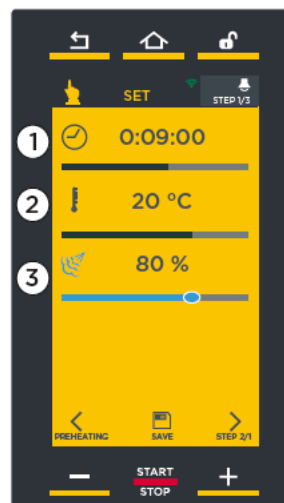 SET
STEP 1/3
1
0:09:00
2
20 °C
3
80 %
PREHEATING
SAVE
STEP 2/1
START
STOP